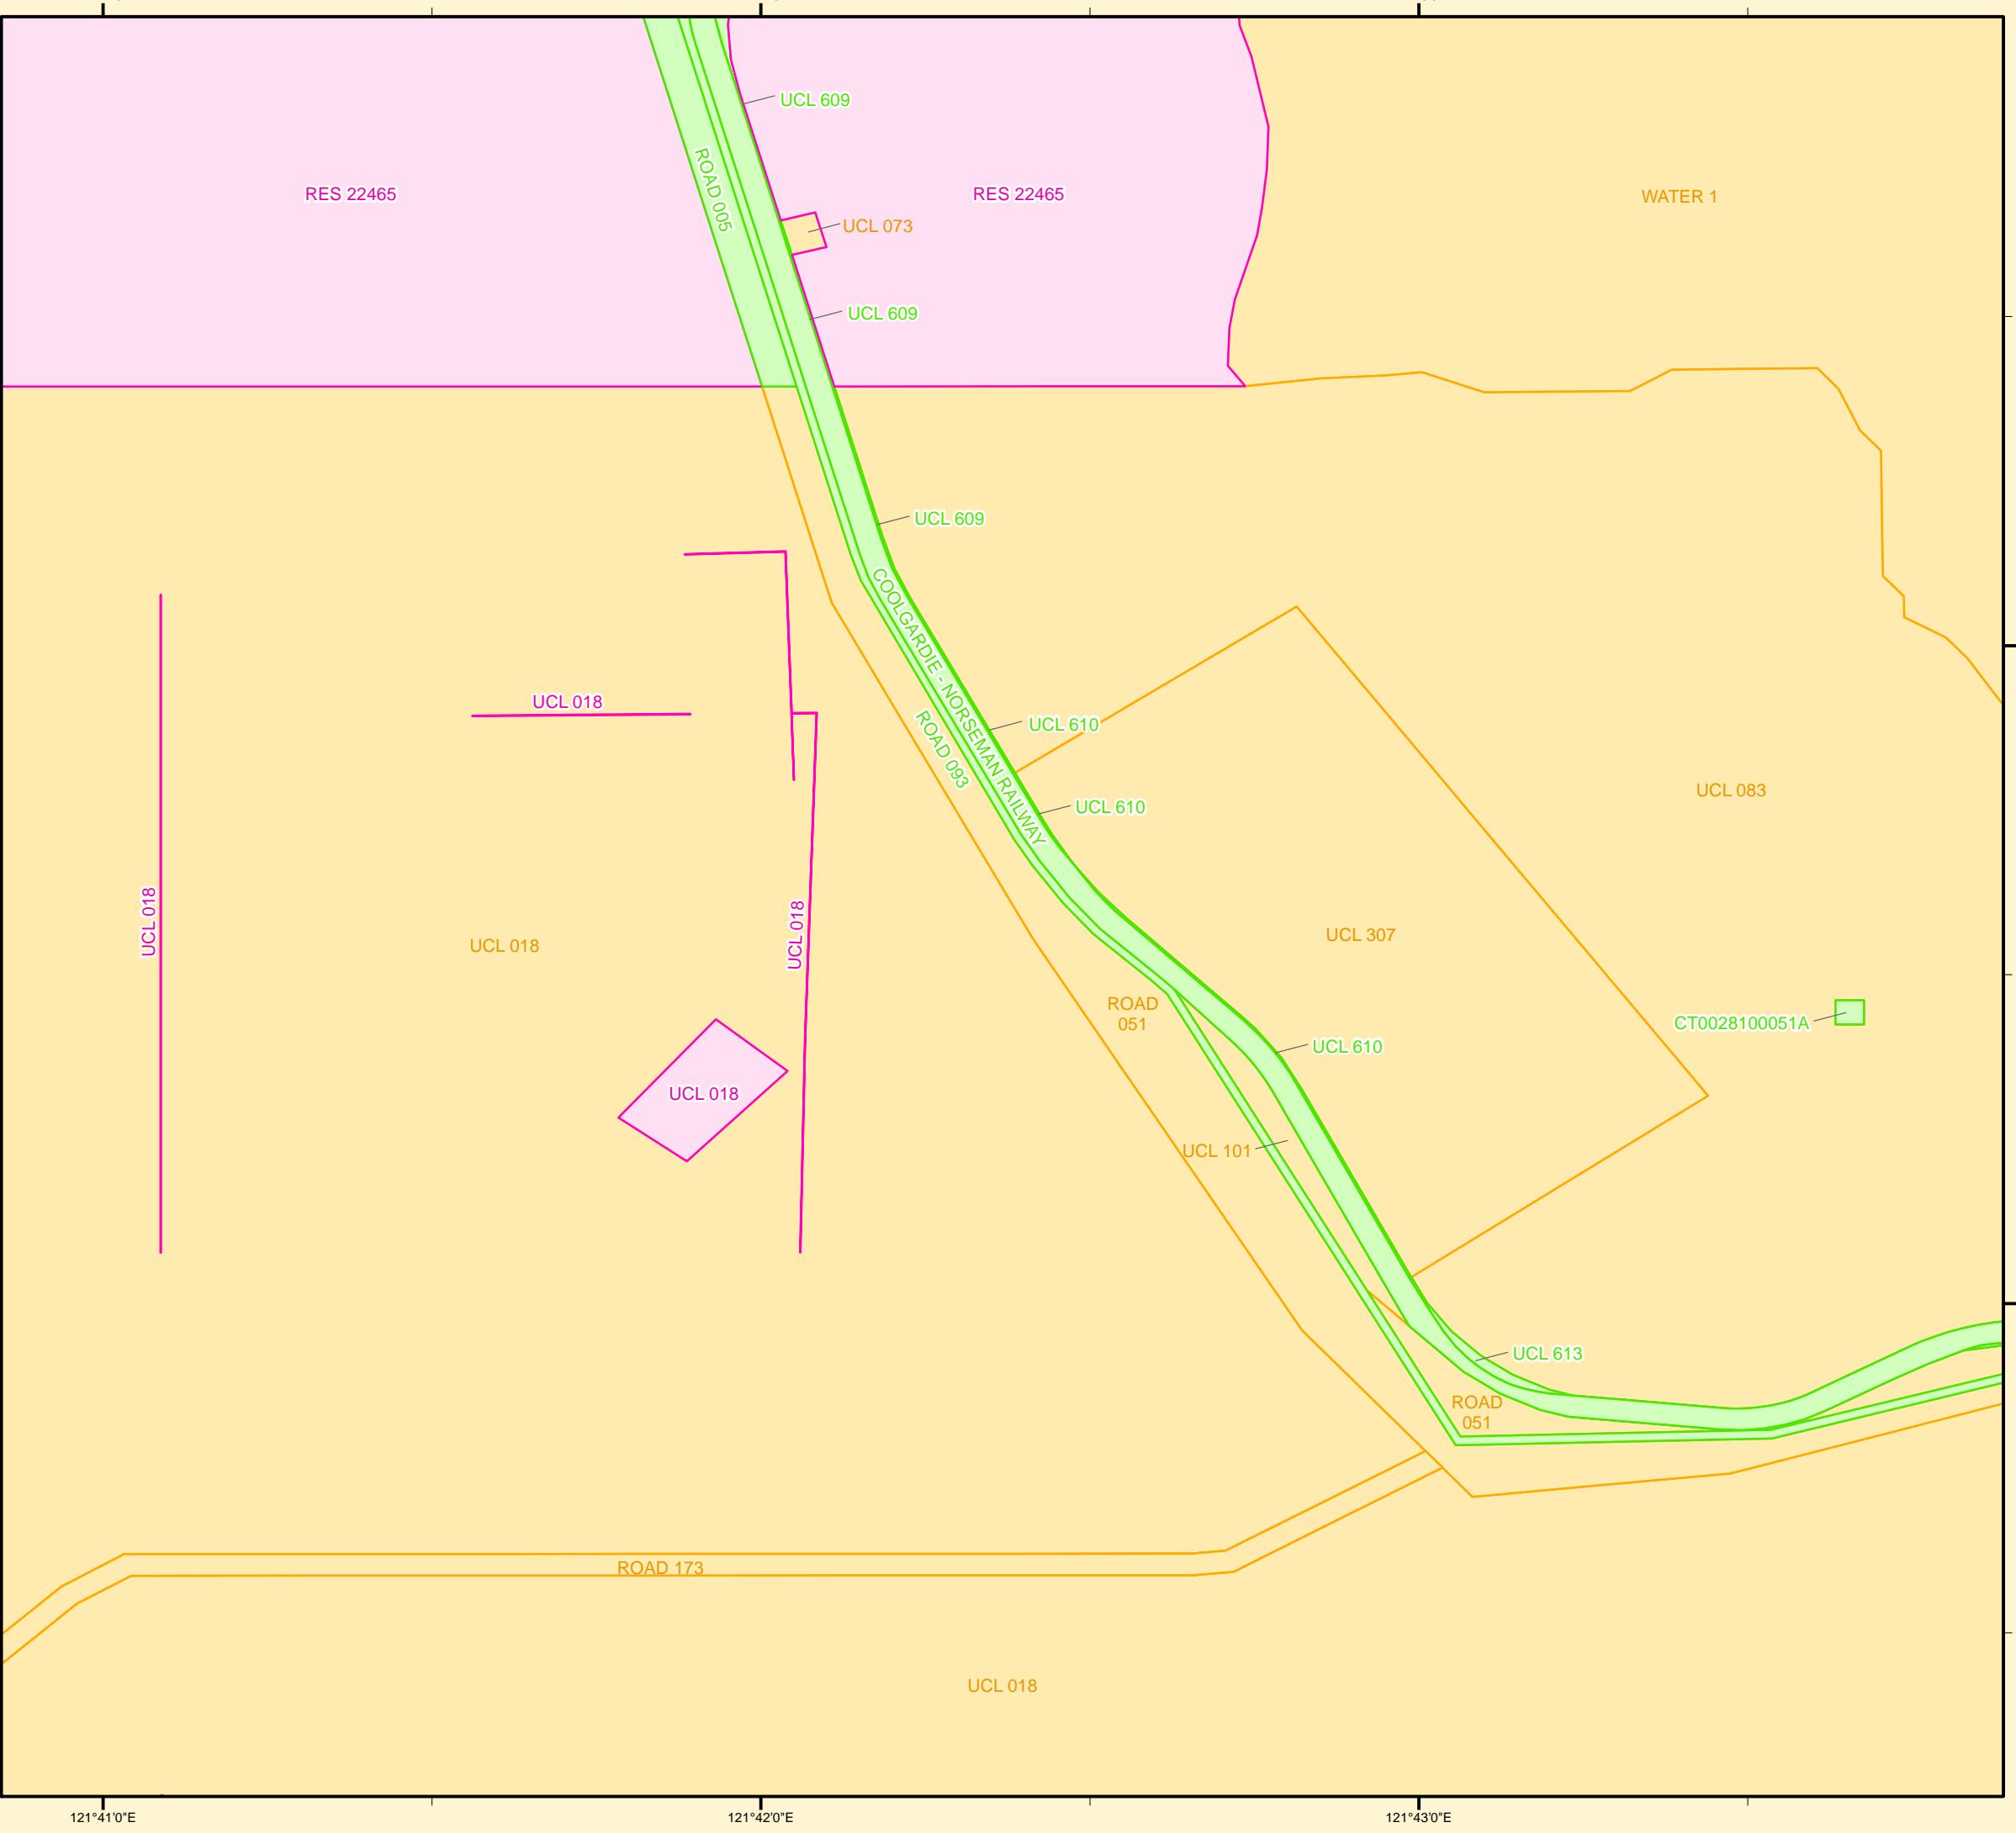 UCL 609
ROAD 005
RES 22465
RES 22465
WATER 1
UCL 073
UCL 609
UCL 609
COOLGARDIE - NORSEMAN RAILWAY
UCL 018
ROAD 093
UCL 610
UCL 083
UCL 610
UCL 018
UCL 018
UCL 018
UCL 307
ROAD
051
CT0028100051A
UCL 610
UCL 018
UCL 101
UCL 613
ROAD
051
ROAD 173
UCL 018
121°41'0"E
121°42'0"E
121°43'0"E